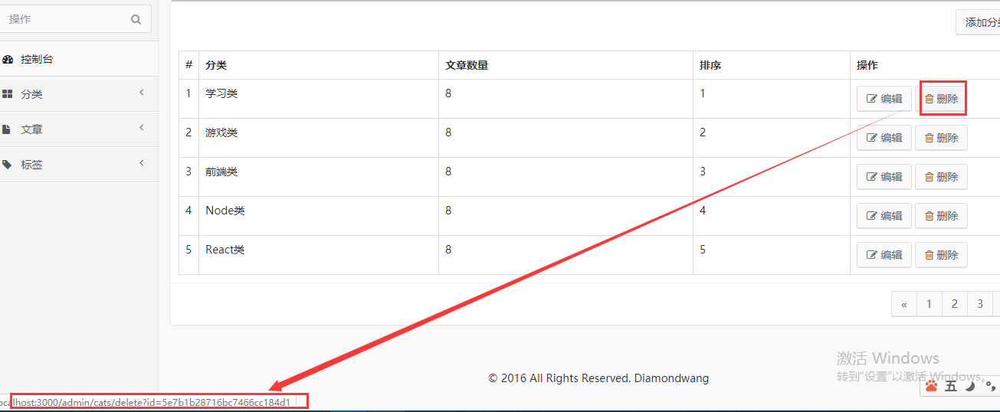 操作
添加分
控制台
分类
文章
标签
# 分类 文章数量 排序 操作
1 学习类 8 1 编辑 删除
2 游戏类 8 2 编辑 删除
3 前端类 8 3 编辑 删除
4 Node类 8 4 编辑 删除
5 React类 8 5 编辑 删除
« 1 2 3
© 2016 All Rights Reserved. Diamondwang
激活 Windows
转到“设置”以激活 Windows。
五
ocalhost:3000/admin/cats/delete?id=5e7b1b28716bc7466cc184d1